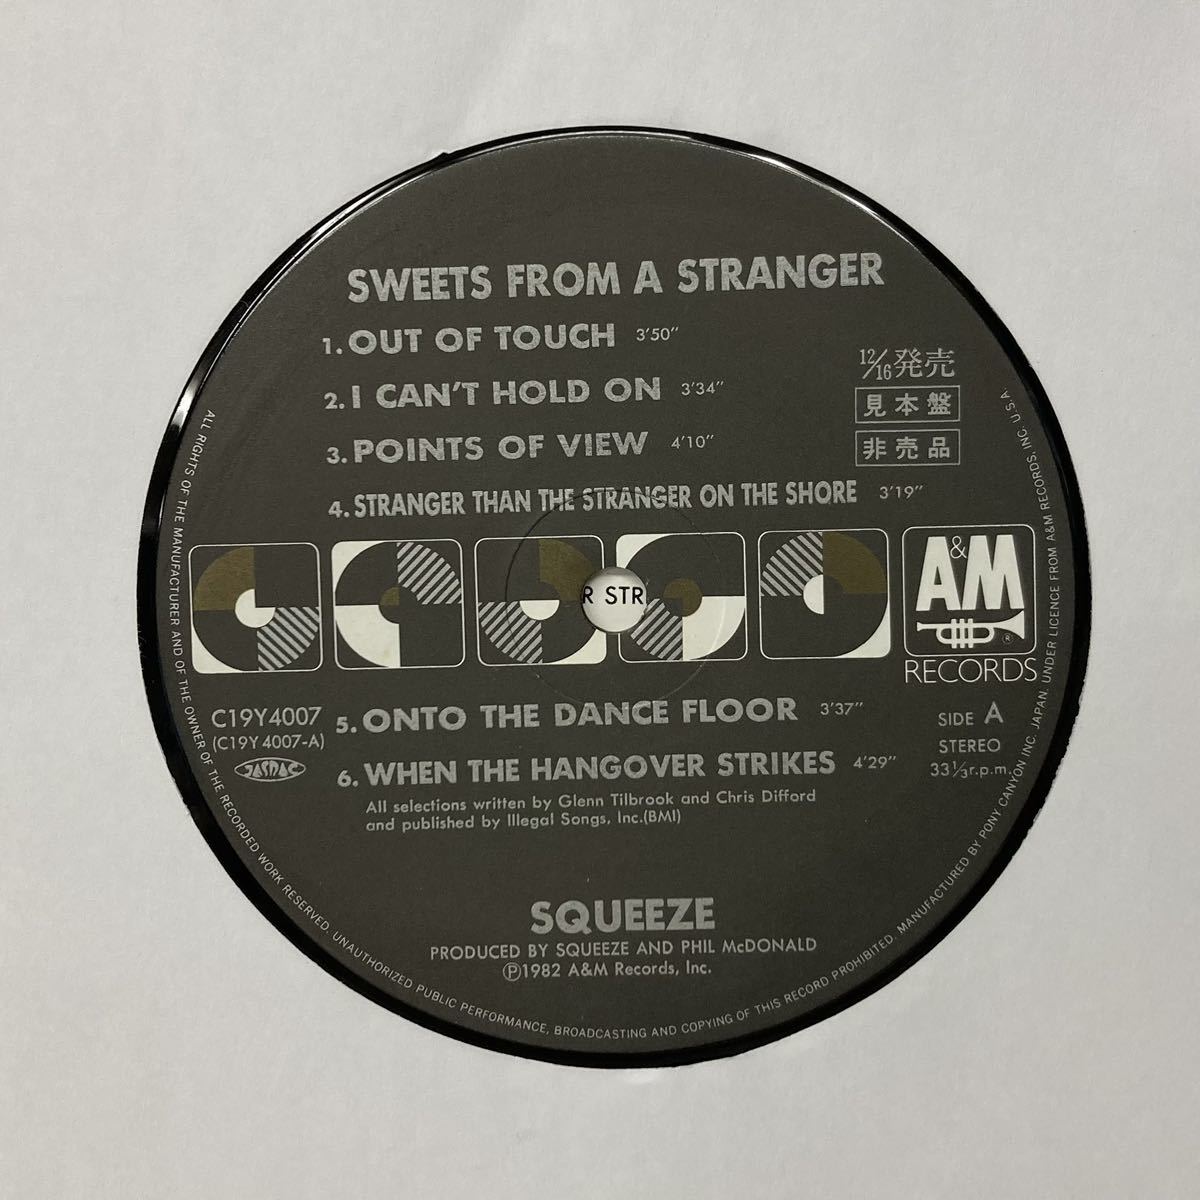 SWEETS FROM A STRANGER
1. OUT OF TOUCH 3'50"
2. I CAN'T HOLD ON 3'34"
3. POINTS OF VIEW 4'10"
4. STRANGER THAN THE STRANGER ON THE SHORE 3'19"
12/16発売
見本盤
非売品
A&M
®
RECORDS
R STR
C19Y4007
(C19Y4007-A)
JASRAC
5. ONTO THE DANCE FLOOR 3'37"
6. WHEN THE HANGOVER STRIKES 4'29"
SIDE A
STEREO
33 1/3 r.p.m.
All selections written by Glenn Tilbrook and Chris Difford
and published by Illegal Songs, Inc.(BMI)
SQUEEZE
PRODUCED BY SQUEEZE AND PHIL McDONALD
Ⓟ1982 A&M Records, Inc.
ALL RIGHTS OF THE MANUFACTURER AND OF THE OWNER OF THE RECORDED WORK RESERVED. UNAUTHORIZED PUBLIC PERFORMANCE, BROADCASTING AND COPYING OF THIS RECORD PROHIBITED. MANUFACTURED BY PONY CANYON INC. JAPAN. UNDER LICENCE FROM A&M RECORDS, INC. U.S.A.